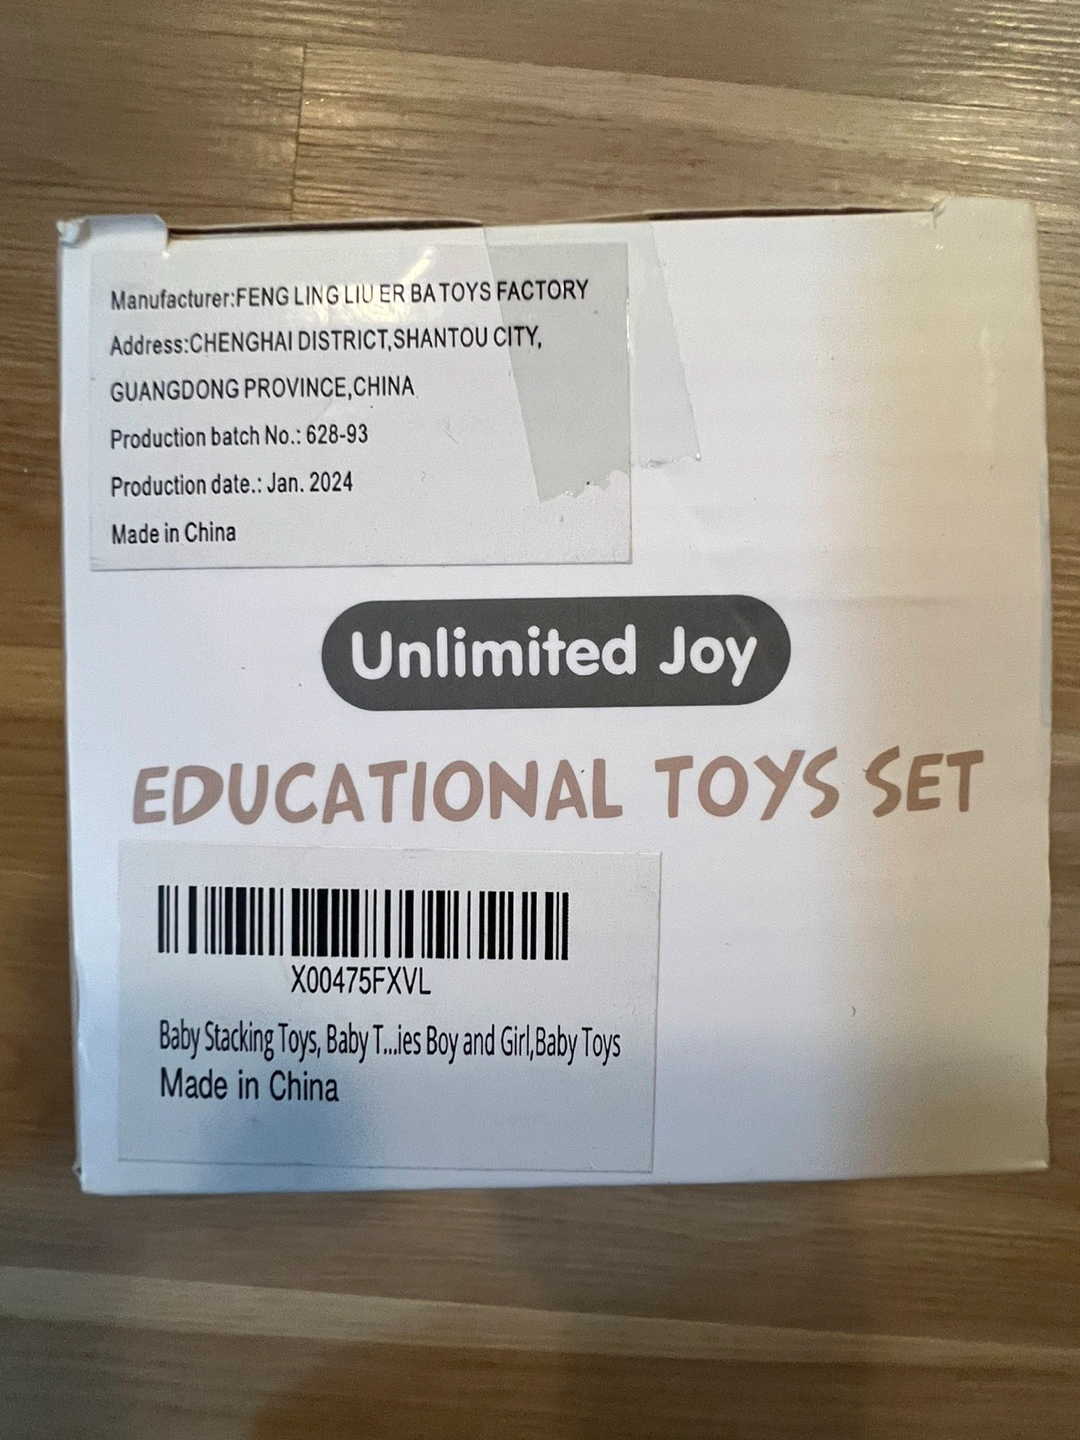 Manufacturer:FENG LING LIU ER BA TOYS FACTORY
Address:CHENGHAI DISTRICT,SHANTOU CITY,
GUANGDONG PROVINCE,CHINA
Production batch No.: 628-93
Production date.: Jan. 2024
Made in China
Unlimited Joy
EDUCATIONAL TOYS SET
X00475FXVL
Baby Stacking Toys, Baby T...ies Boy and Girl,Baby Toys
Made in China